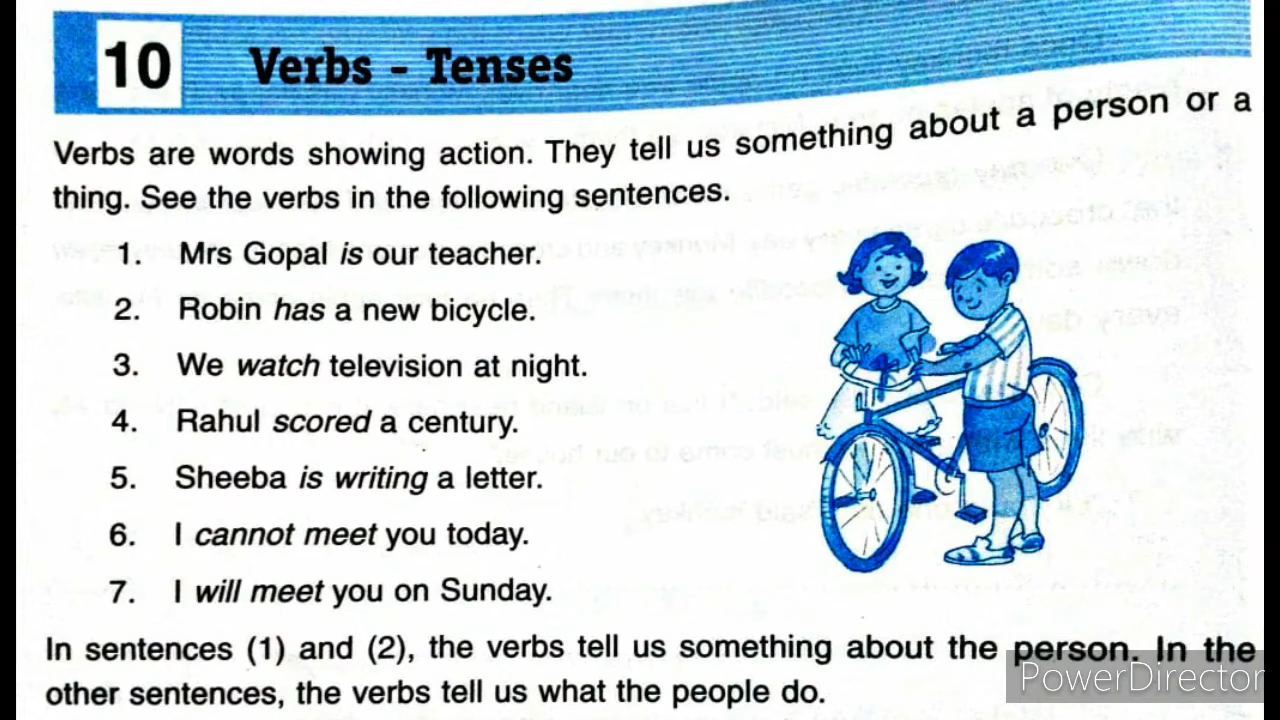 10 Verbs - Tenses
Verbs are words showing action. They tell us something about a person or a
thing. See the verbs in the following sentences.
1. Mrs Gopal is our teacher.
2. Robin has a new bicycle.
3. We watch television at night.
4. Rahul scored a century.
5. Sheeba is writing a letter.
6. I cannot meet you today.
7. I will meet you on Sunday.
In sentences (1) and (2), the verbs tell us something about the person. In the
other sentences, the verbs tell us what the people do.
PowerDirector